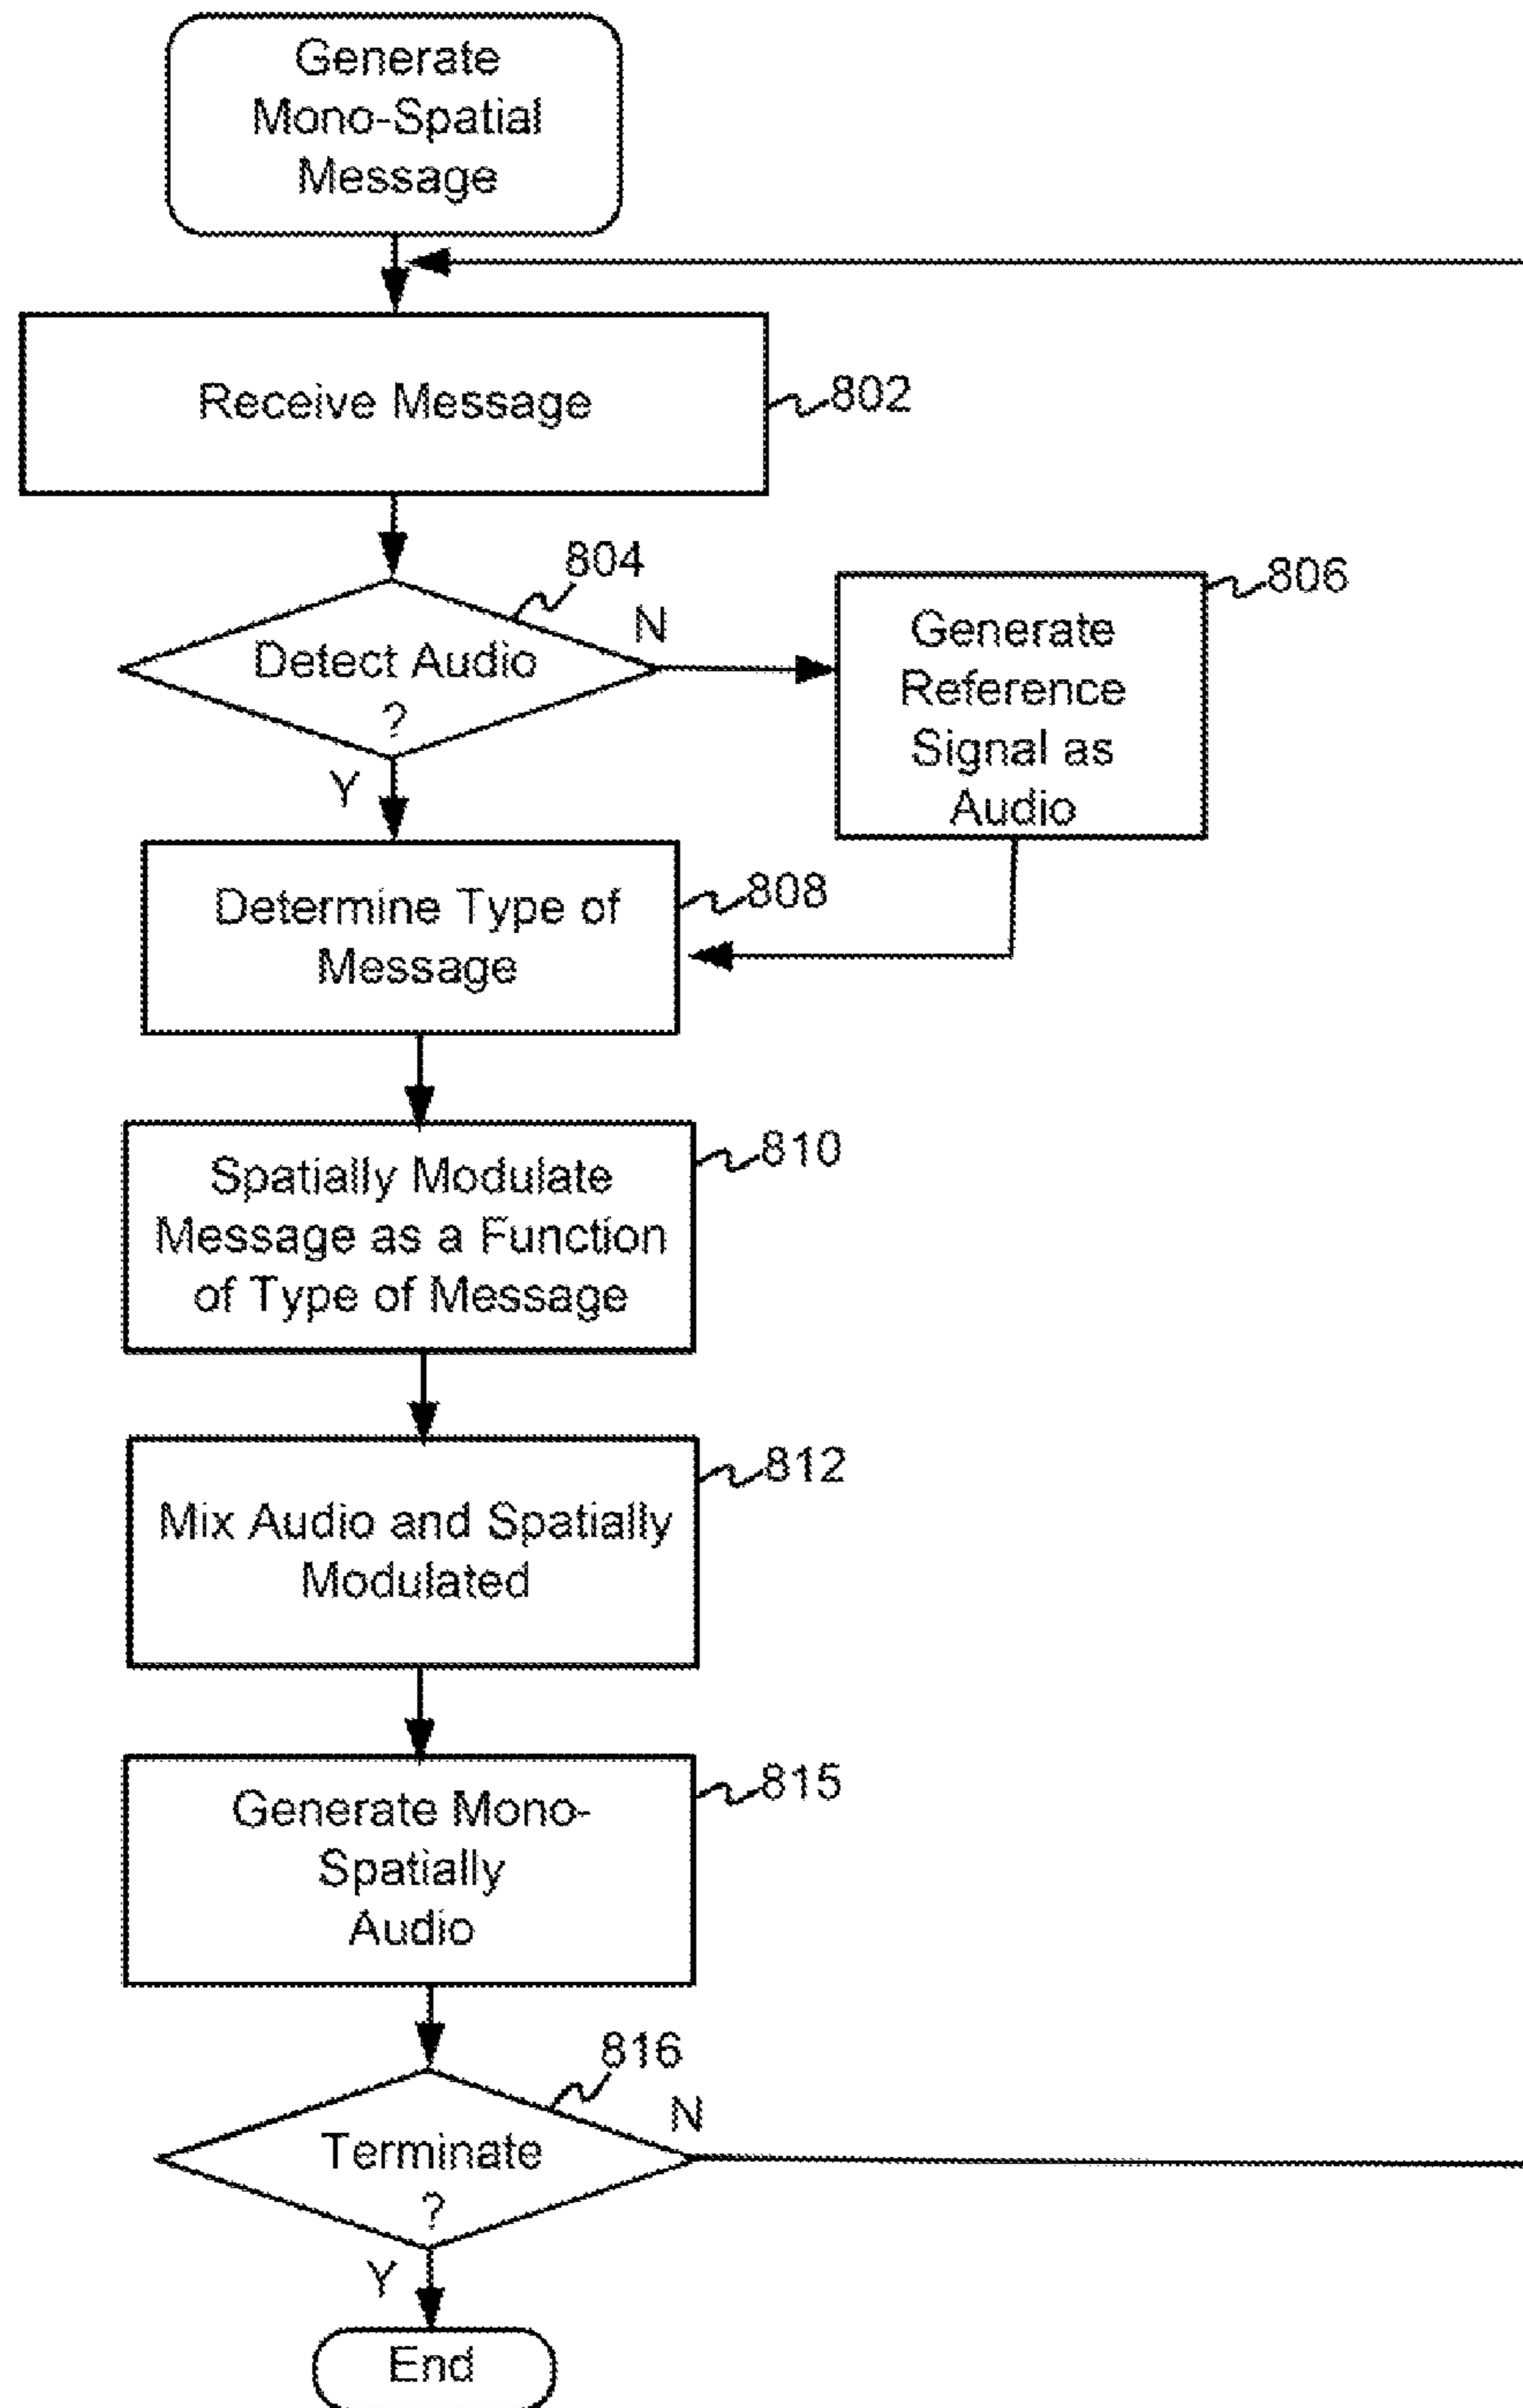 Generate
Mono-Spatial
Message
Receive Message
802
804
Detect Audio
?
N
Y
806
Generate
Reference
Signal as
Audio
Determine Type of
Message
808
Spatially Modulate
Message as a Function
of Type of Message
810
Mix Audio and Spatially
Modulated
812
Generate Mono-
Spatially
Audio
815
816
Terminate
?
N
Y
End